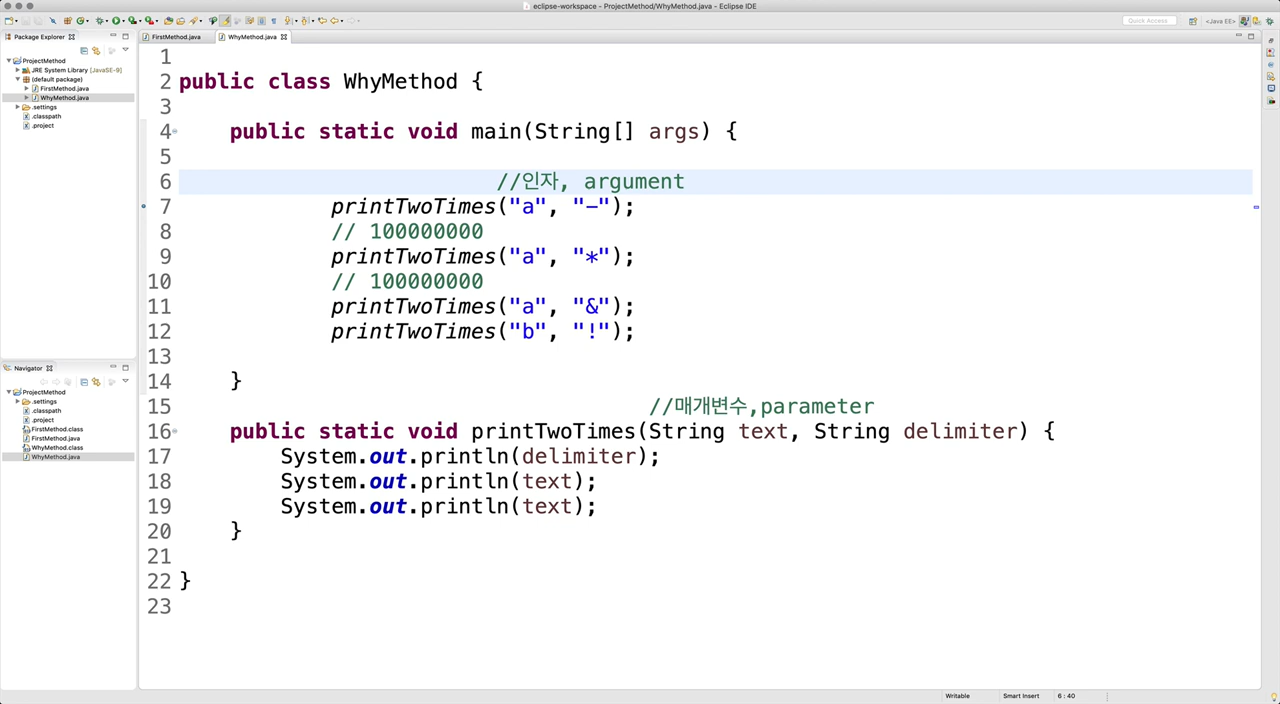 eclipse-workspace - ProjectMethod/WhyMethod.java - Eclipse IDE
Quick Access
<Java EE>
Package Explorer
ProjectMethod
JRE System Library [JavaSE-9]
(default package)
FirstMethod.java
WhyMethod.java
.settings
.classpath
.project
Navigator
ProjectMethod
.settings
.classpath
.project
FirstMethod.class
FirstMethod.java
WhyMethod.class
WhyMethod.java
FirstMethod.java
WhyMethod.java
1
2 public class WhyMethod {
3
4 public static void main(String[] args) {
5
6 //인자, argument
7 printTwoTimes("a", "-");
8 // 100000000
9 printTwoTimes("a", "*");
10 // 100000000
11 printTwoTimes("a", "&");
12 printTwoTimes("b", "!");
13
14 }
15 //매개변수,parameter
16 public static void printTwoTimes(String text, String delimiter) {
17 System.out.println(delimiter);
18 System.out.println(text);
19 System.out.println(text);
20 }
21
22 }
23
Writable
Smart Insert
6 : 40